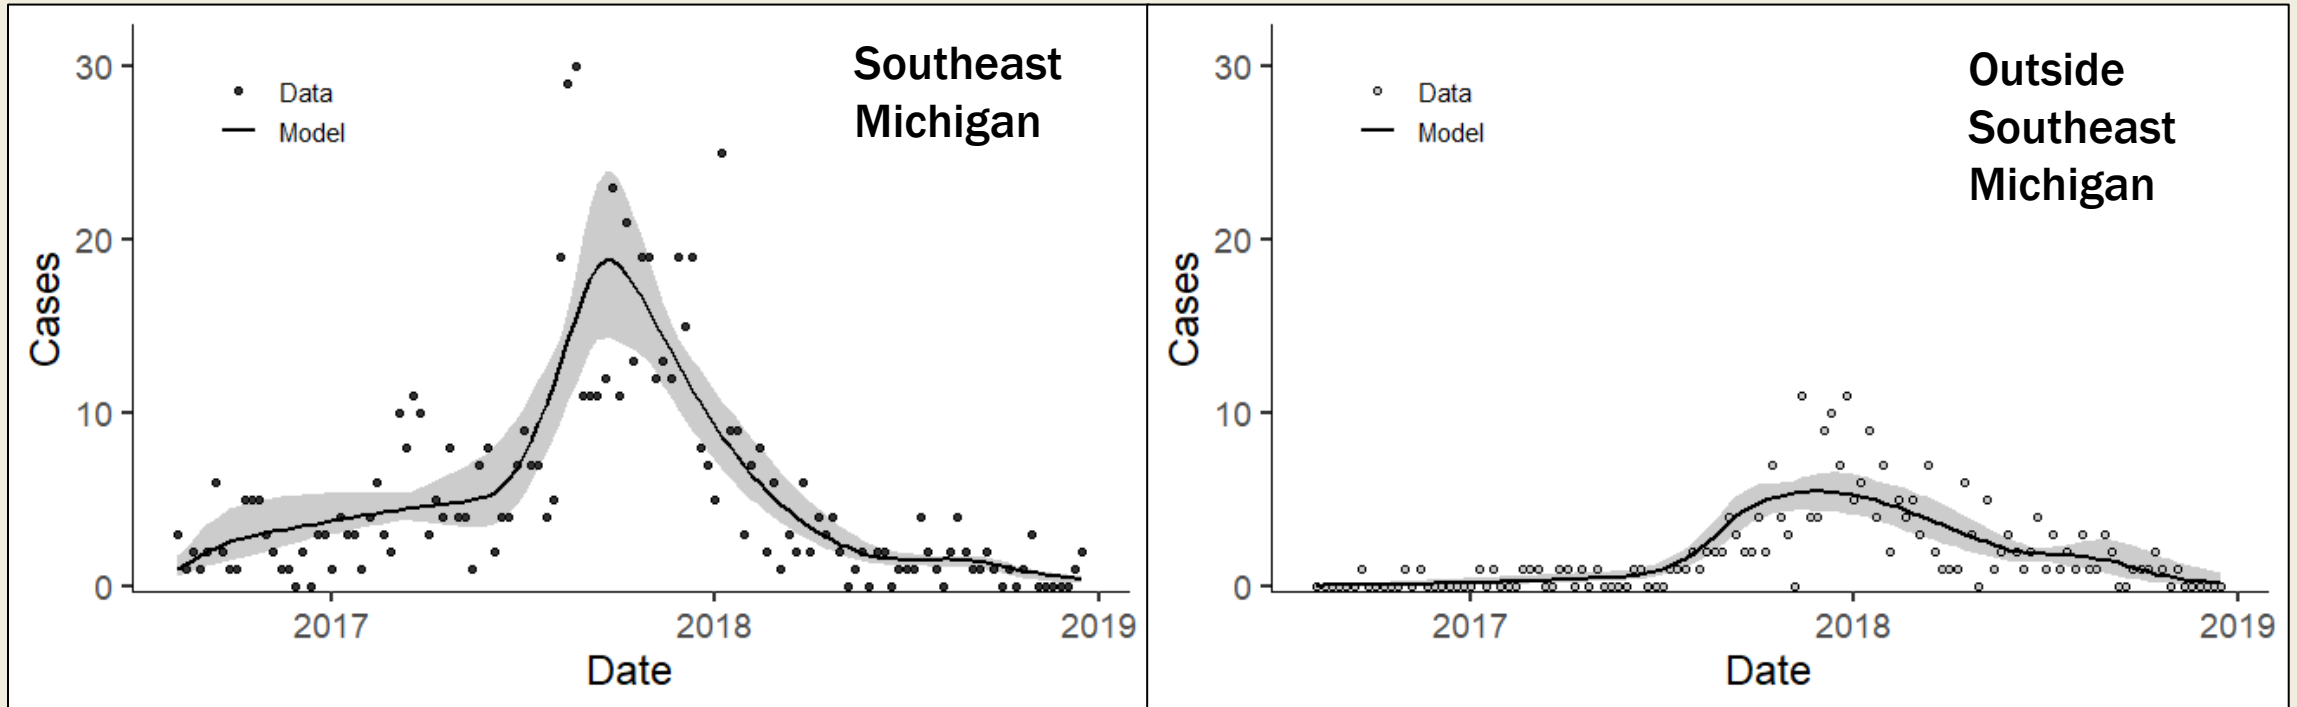 Southeast
Michigan
Data
Model
30
20
10
0
Cases
2017
2018
2019
Date
Outside
Southeast
Michigan
Data
Model
30
20
10
0
Cases
2017
2018
2019
Date